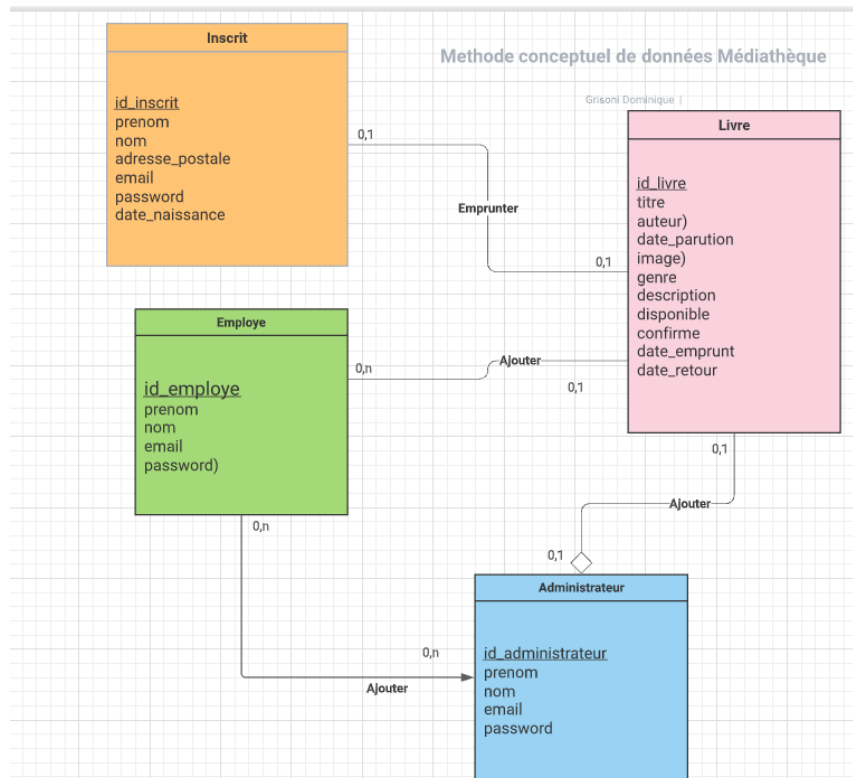 Inscrit
id_inscrit
prenom
nom
adresse_postale
email
password
date_naissance
Methode conceptuel de données Médiathèque
Grisoni Dominique |
Livre
id_livre
titre
auteur)
date_parution
image)
genre
description
disponible
confirme
date_emprunt
date_retour
0,1
Emprunter
0,1
Employe
id_employe
prenom
nom
email
password)
0,n
Ajouter
0,1
0,1
Ajouter
0,1
0,n
0,n
Ajouter
Administrateur
id_administrateur
prenom
nom
email
password